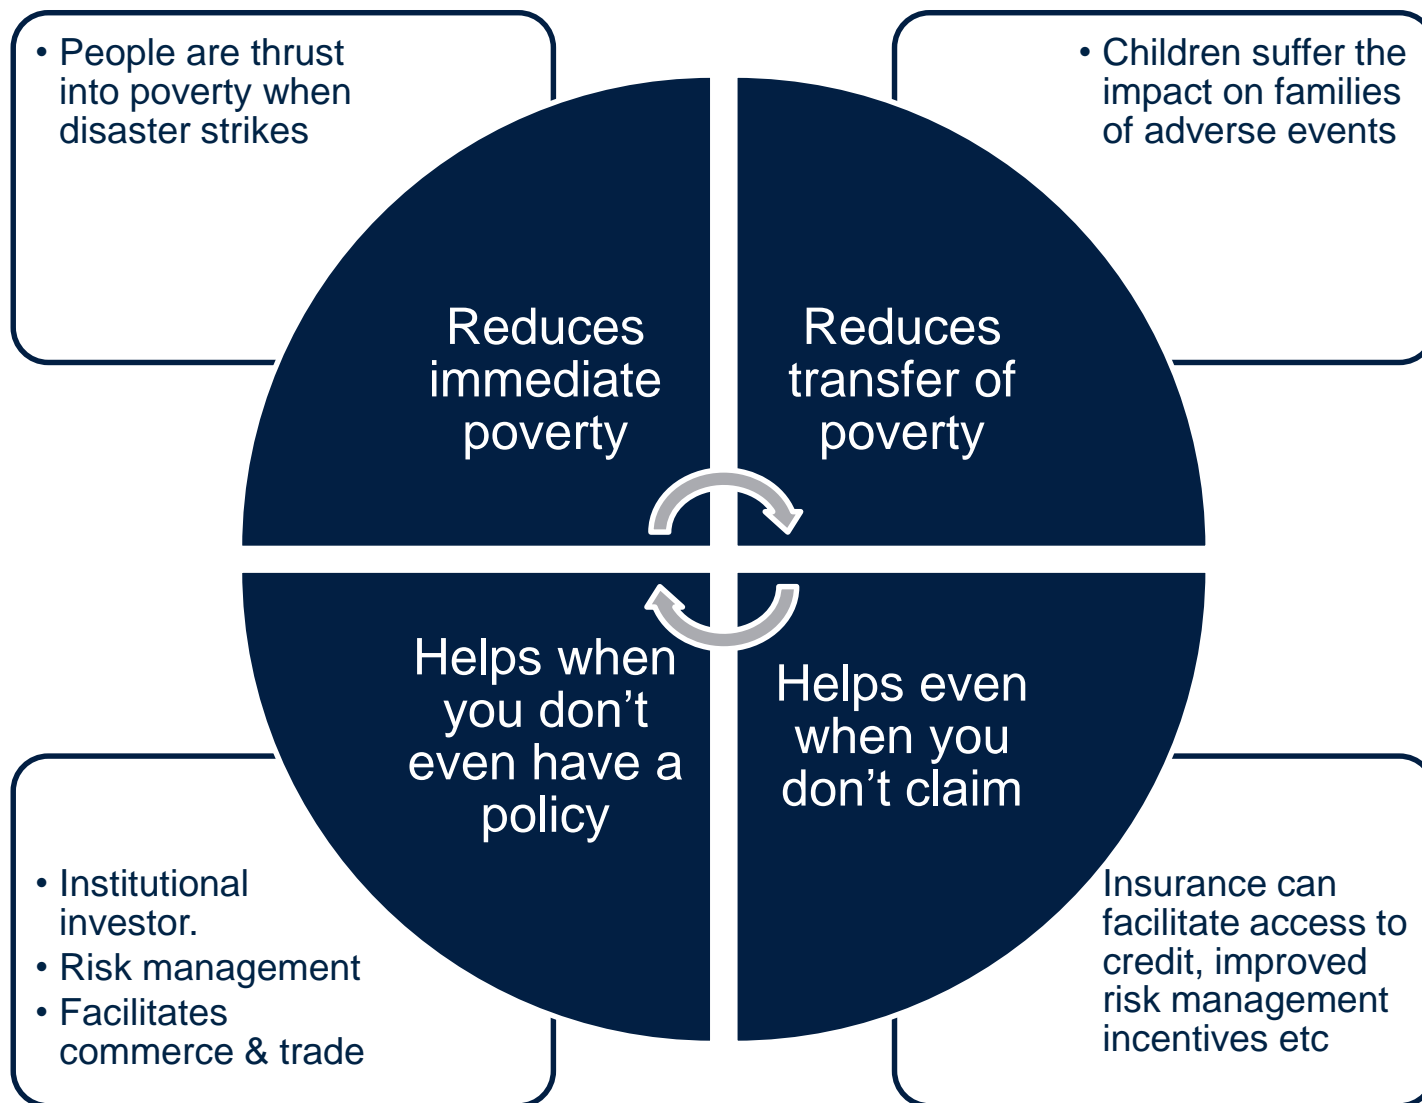 • People are thrust
into poverty when
disaster strikes
• Children suffer the
impact on families
of adverse events
Reduces
immediate
poverty
Reduces
transfer of
poverty
Helps when
you don’t
even have a
policy
Helps even
when you
don’t claim
• Institutional
investor.
• Risk management
• Facilitates
commerce & trade
Insurance can
facilitate access to
credit, improved
risk management
incentives etc